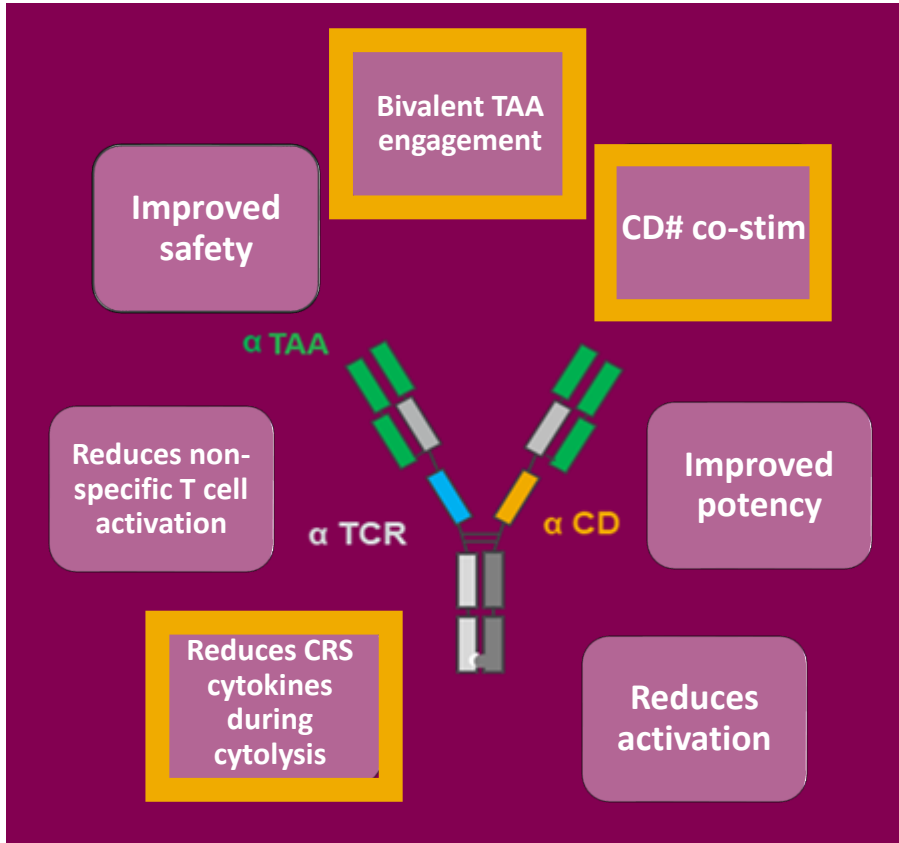 Bivalent TAA
engagement
Improved
safety
CD# co-stim
α TAA
Reduces non-
specific T cell
activation
α TCR
α CD
Improved
potency
Reduces CRS
cytokines
during
cytolysis
Reduces
activation